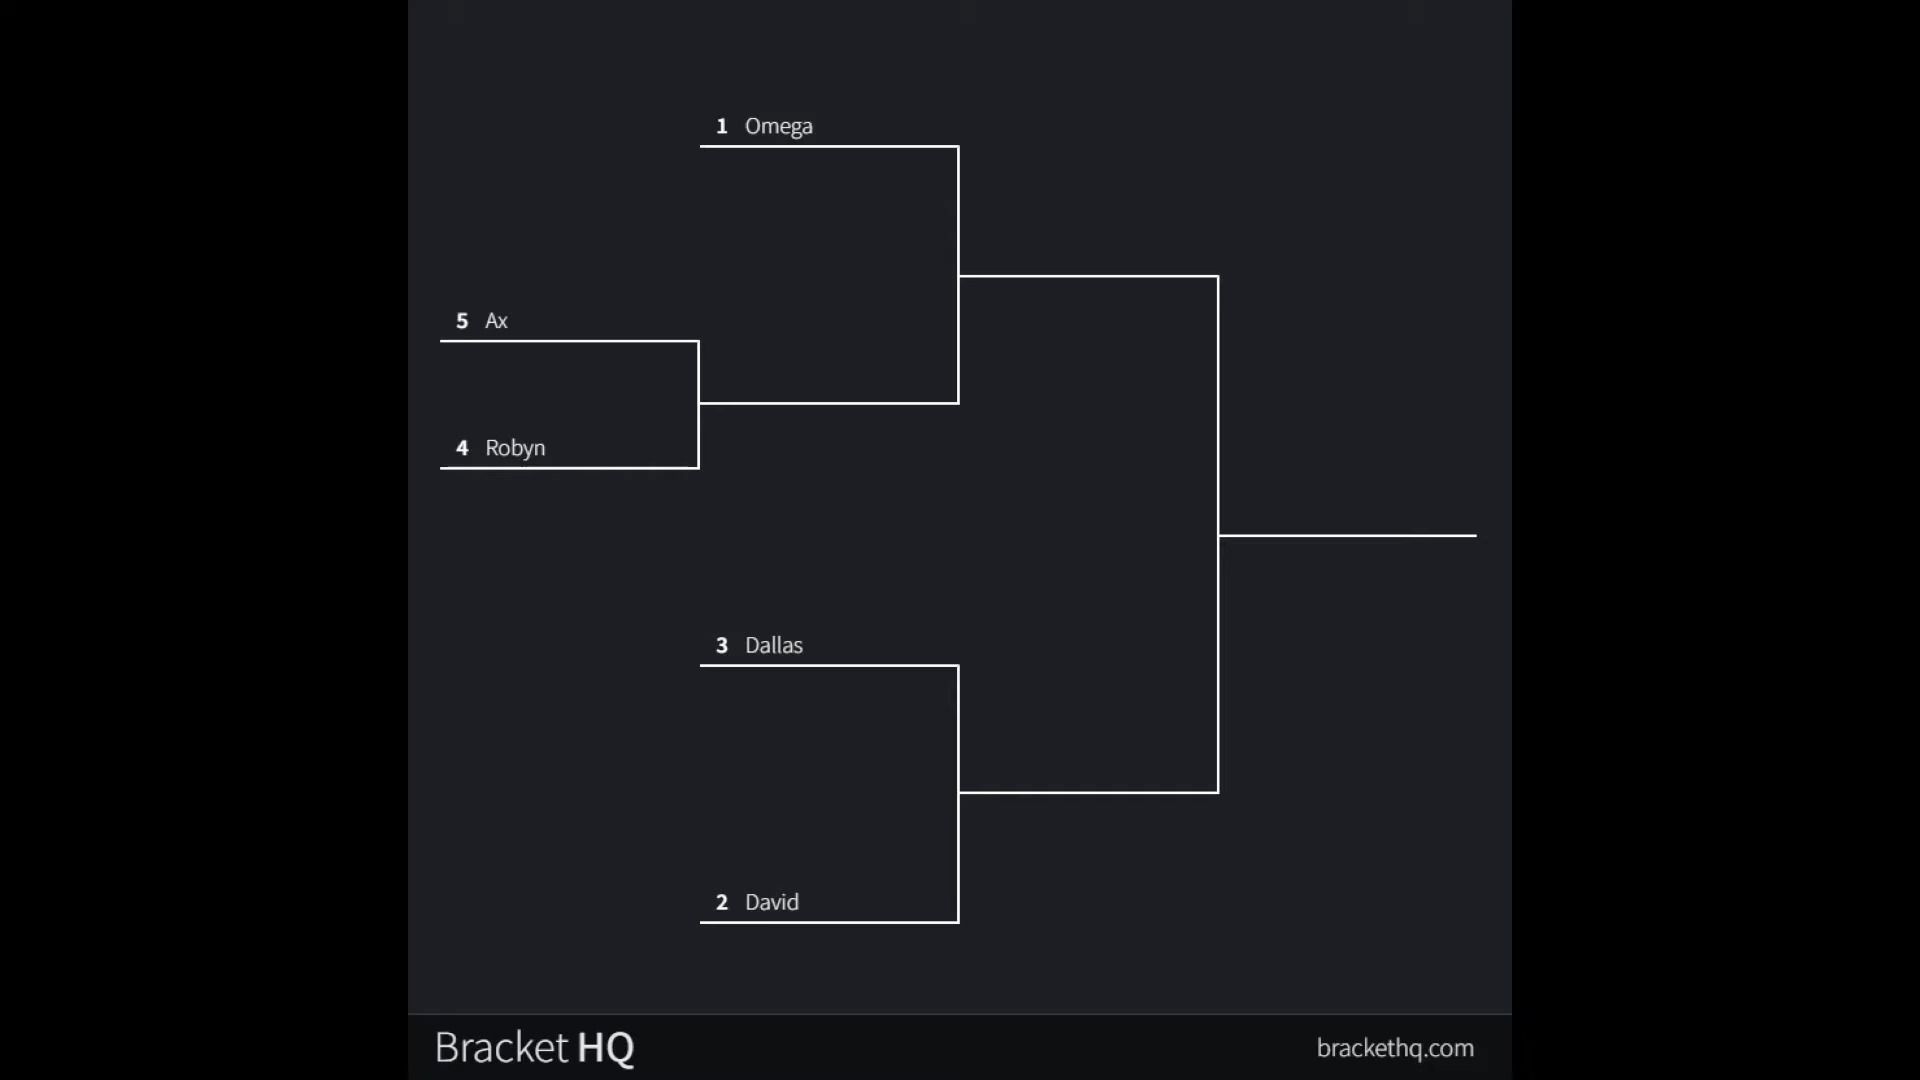 1 Omega
5 Ax
4 Robyn
3 Dallas
2 David
Bracket HQ
brackethq.com